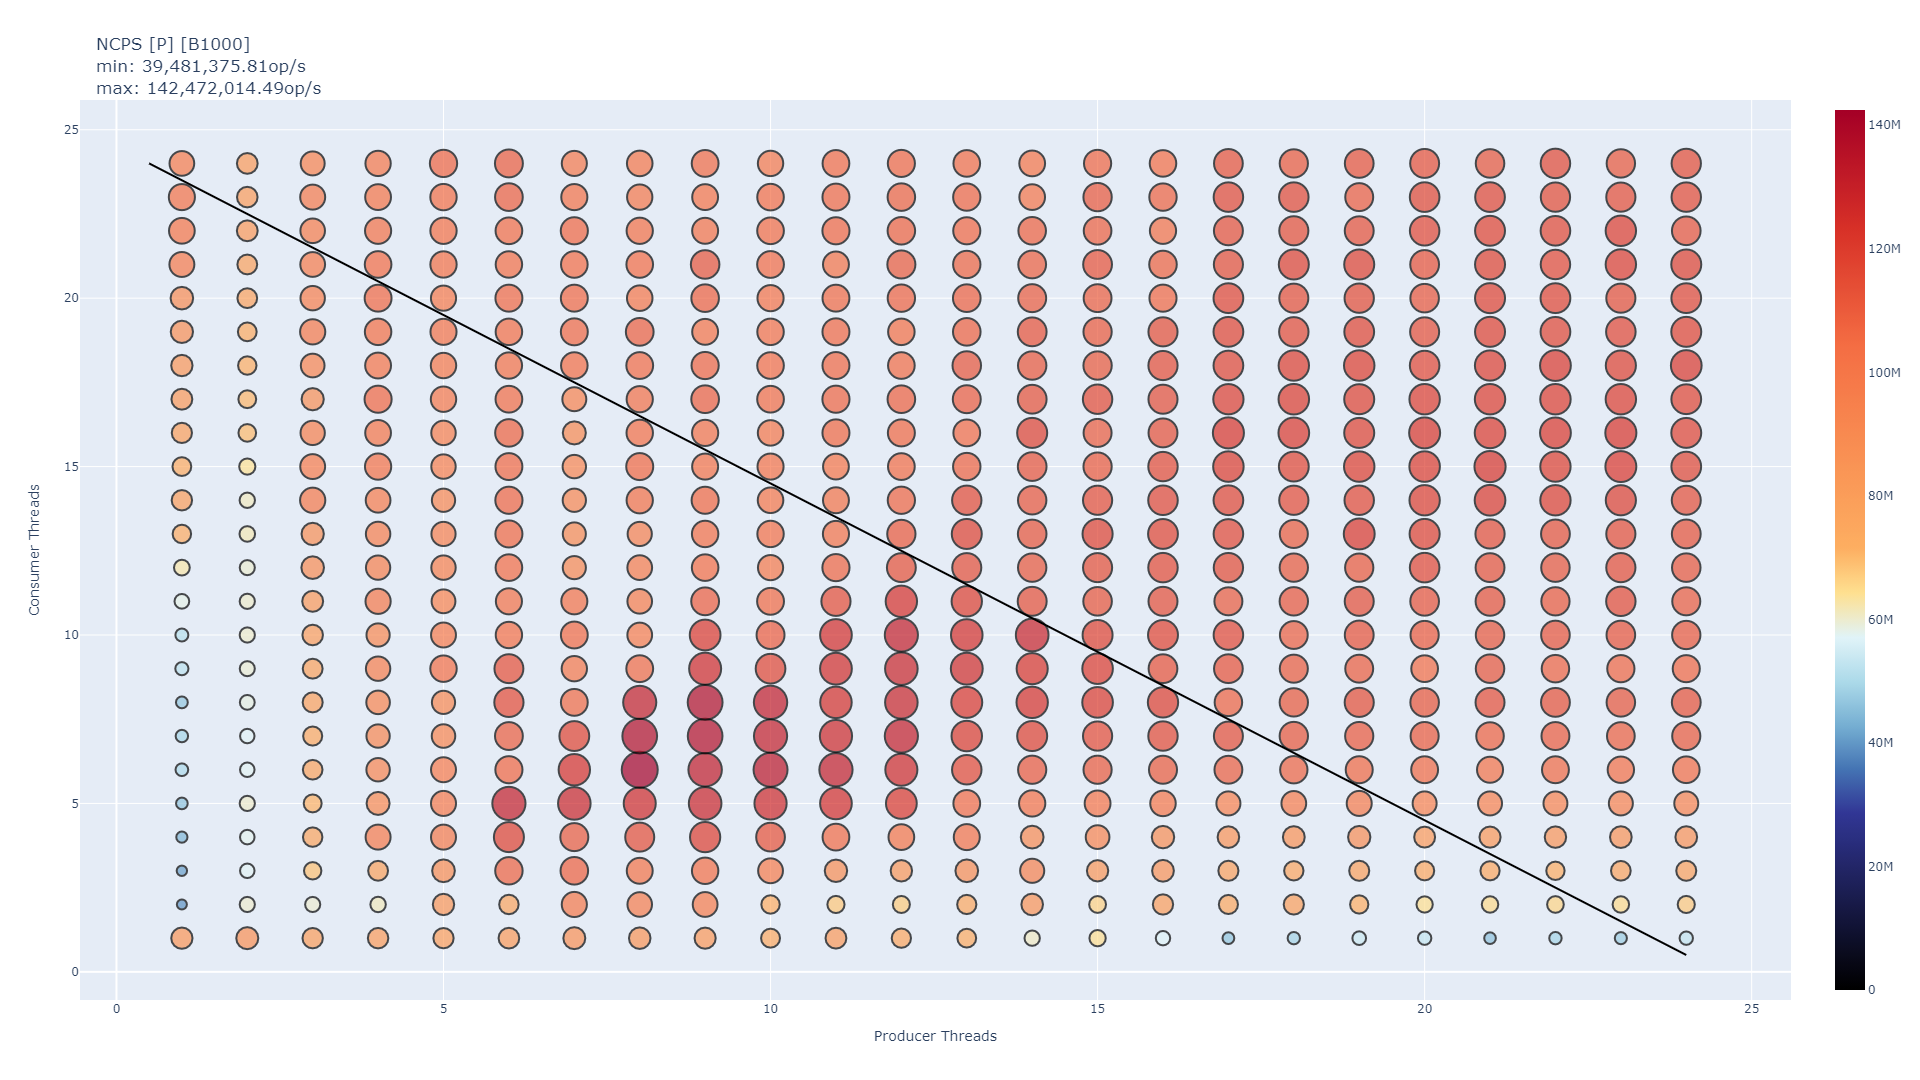 NCPS [P] [B1000]
min: 39,481,375.81op/s
max: 142,472,014.49op/s
25
20
15
10
5
0
Consumer Threads
0
5
10
15
20
25
Producer Threads
140M
120M
100M
80M
60M
40M
20M
0